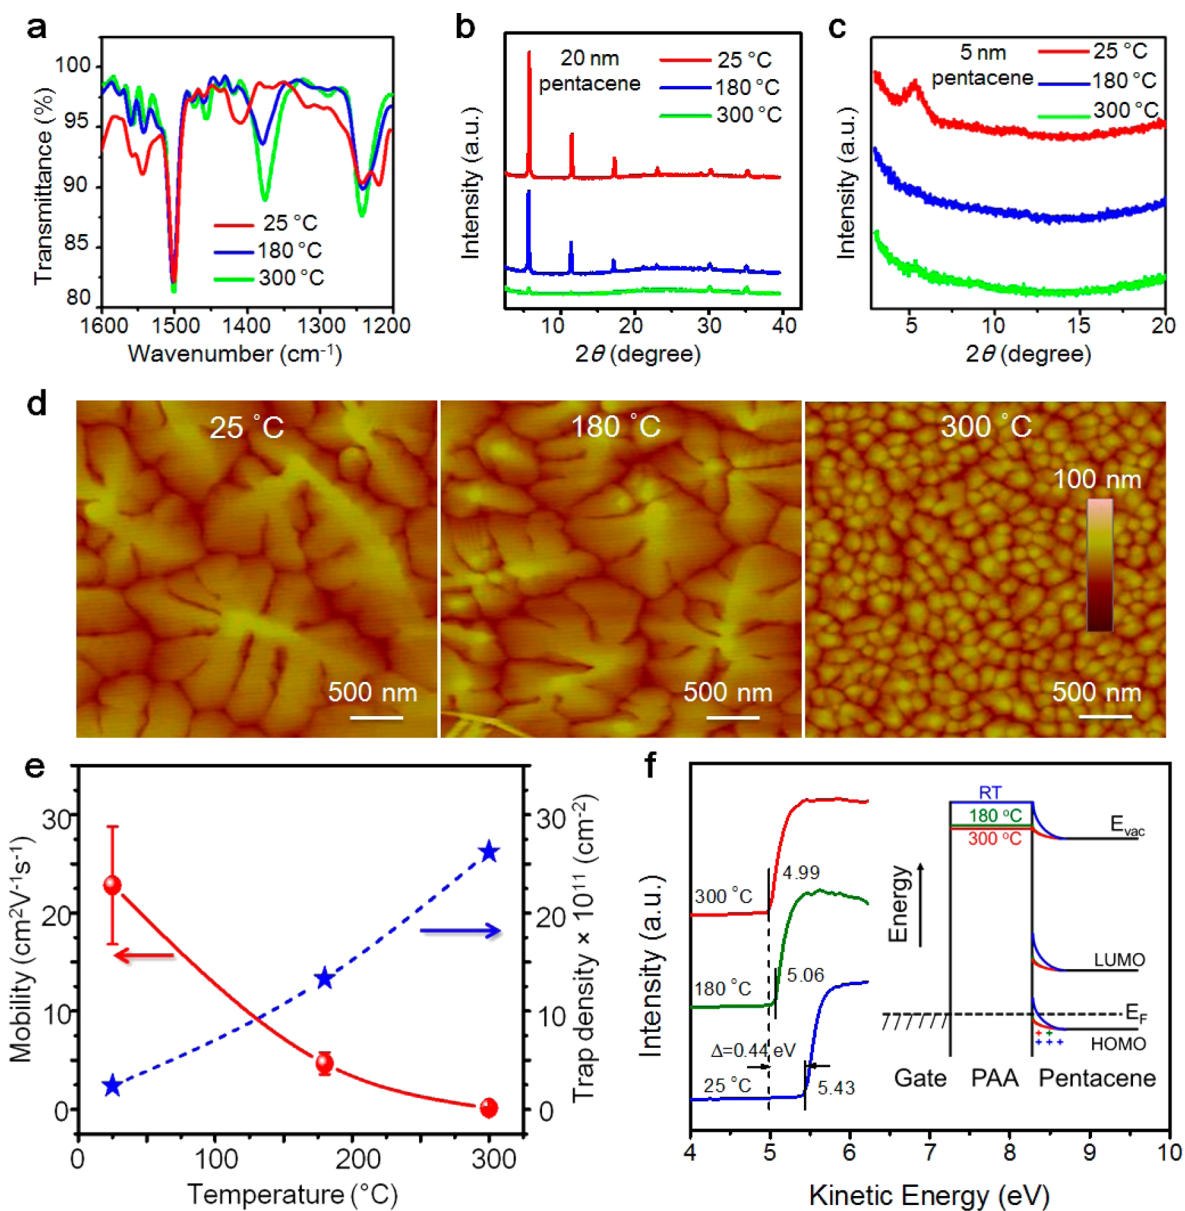 a
100
95
90
85
80
Transmittance (%)
25 °C
180 °C
300 °C
1600 1500 1400 1300 1200
Wavenumber (cm-1)
b
20 nm
pentacene
25 °C
180 °C
300 °C
Intensity (a.u.)
10 20 30 40
2θ (degree)
c
5 nm
pentacene
25 °C
180 °C
300 °C
Intensity (a.u.)
5 10 15 20
2θ (degree)
d
25 °C
500 nm
180 °C
500 nm
300 °C
100 nm
500 nm
e
30
20
10
0
Mobility (cm2V-1s-1)
30
20
10
0
Trap density × 1011 (cm-2)
0 100 200 300
Temperature (°C)
f
Intensity (a.u.)
300 °C
4.99
180 °C
5.06
Δ=0.44 eV
25 °C
5.43
RT
180 °C
300 °C
Evac
Energy
LUMO
EF
+ +
+ + +
HOMO
Gate PAA Pentacene
4 5 6 7 8 9 10
Kinetic Energy (eV)